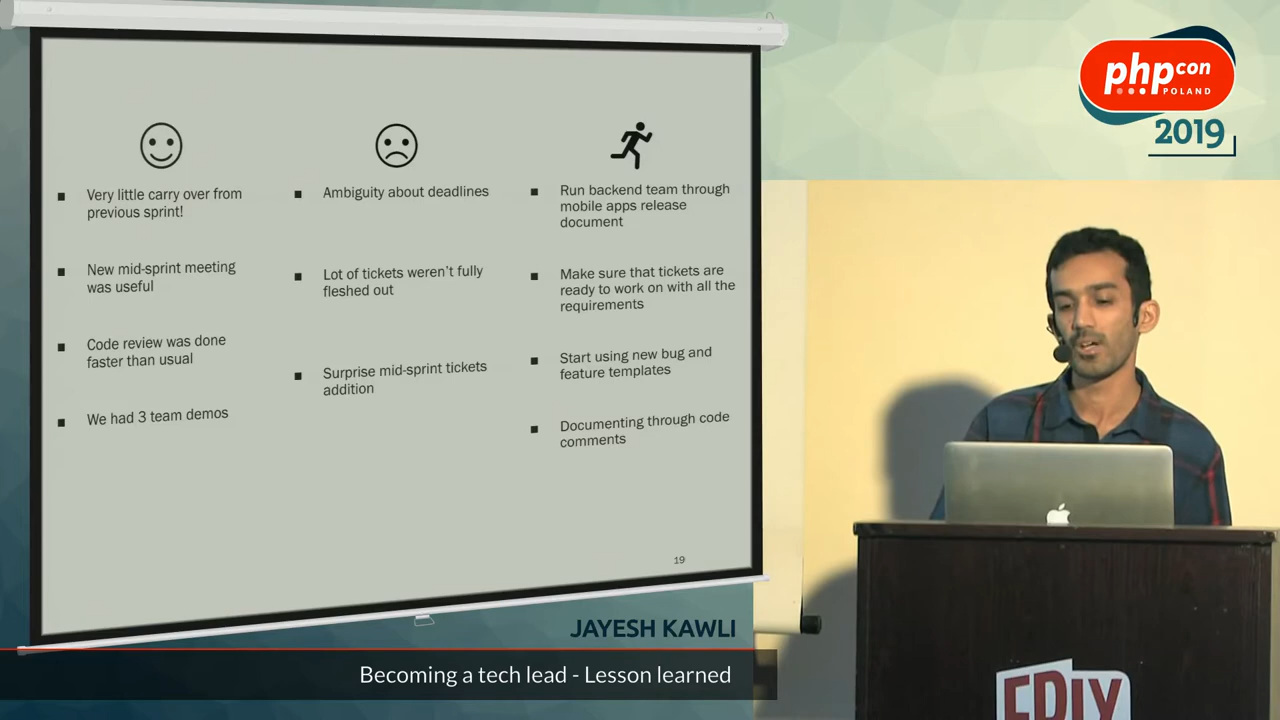 Very little carry over from
previous sprint!
New mid-sprint meeting
was useful
Code review was done
faster than usual
We had 3 team demos
Ambiguity about deadlines
Lot of tickets weren't fully
fleshed out
Surprise mid-sprint tickets
addition
Run backend team through
mobile apps release
document
Make sure that tickets are
ready to work on with all the
requirements
Start using new bug and
feature templates
Documenting through code
comments
19
php con
POLAND
2019
JAYESH KAWLI
Becoming a tech lead - Lesson learned